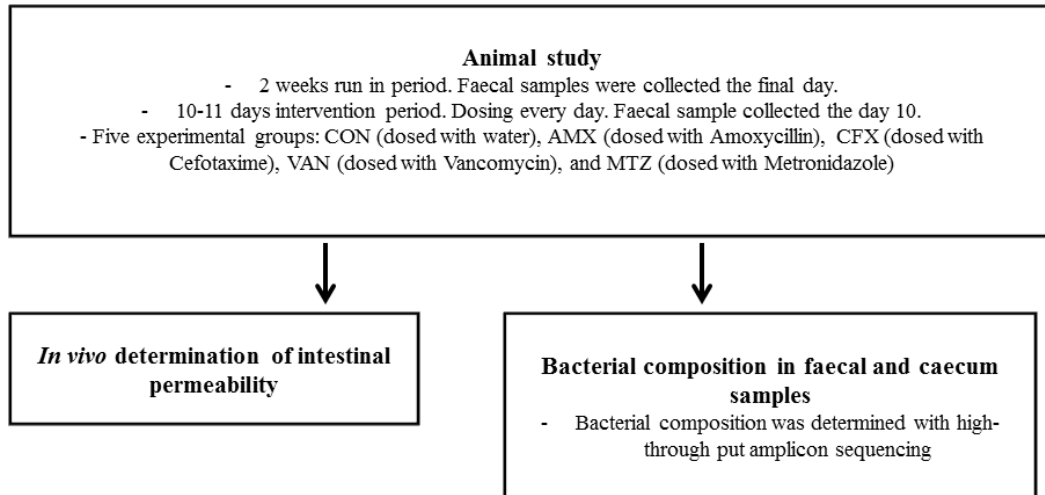 Animal study
- 2 weeks run in period. Faecal samples were collected the final day.
- 10-11 days intervention period. Dosing every day. Faecal sample collected the day 10.
- Five experimental groups: CON (dosed with water), AMX (dosed with Amoxycillin), CFX (dosed with
Cefotaxime), VAN (dosed with Vancomycin), and MTZ (dosed with Metronidazole)
In vivo determination of intestinal
permeability
Bacterial composition in faecal and caecum
samples
- Bacterial composition was determined with high-
through put amplicon sequencing